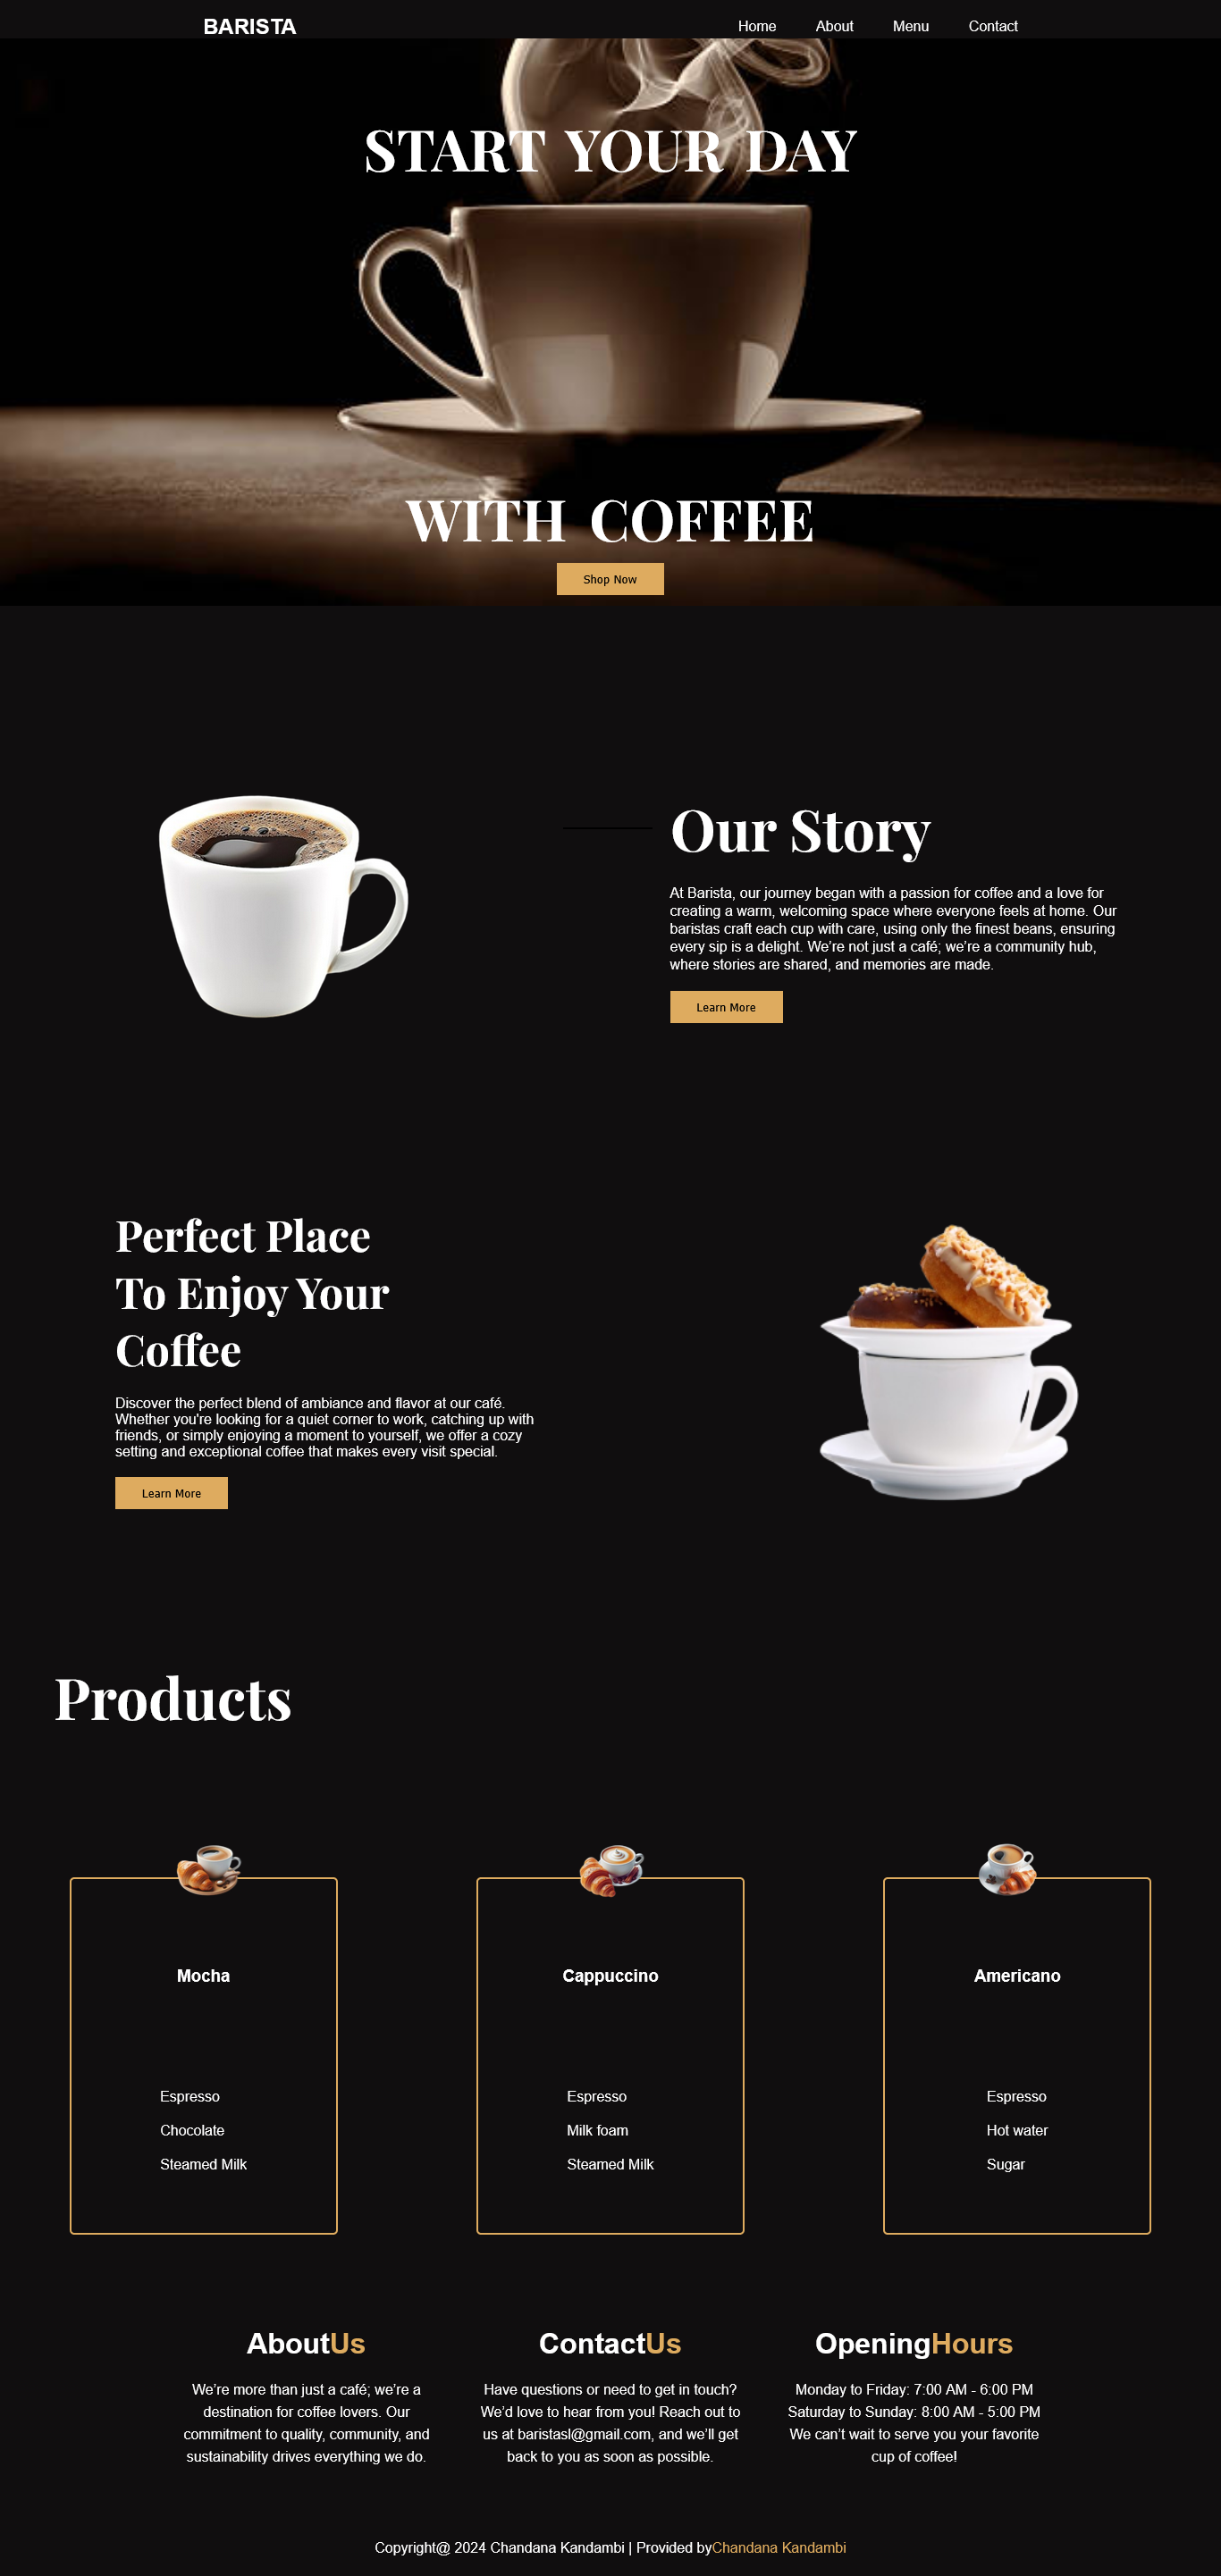 BARISTA
Home About Menu Contact
START YOUR DAY
WITH COFFEE
Shop Now
Our Story
At Barista, our journey began with a passion for coffee and a love for
creating a warm, welcoming space where everyone feels at home. Our
baristas craft each cup with care, using only the finest beans, ensuring
every sip is a delight. We’re not just a café; we’re a community hub,
where stories are shared, and memories are made.
Learn More
Perfect Place
To Enjoy Your
Coffee
Discover the perfect blend of ambiance and flavor at our café.
Whether you're looking for a quiet corner to work, catching up with
friends, or simply enjoying a moment to yourself, we offer a cozy
setting and exceptional coffee that makes every visit special.
Learn More
Products
Mocha
Espresso
Chocolate
Steamed Milk
Cappuccino
Espresso
Milk foam
Steamed Milk
Americano
Espresso
Hot water
Sugar
AboutUs
We’re more than just a café; we’re a
destination for coffee lovers. Our
commitment to quality, community, and
sustainability drives everything we do.
ContactUs
Have questions or need to get in touch?
We’d love to hear from you! Reach out to
us at baristasl@gmail.com, and we’ll get
back to you as soon as possible.
OpeningHours
Monday to Friday: 7:00 AM - 6:00 PM
Saturday to Sunday: 8:00 AM - 5:00 PM
We can’t wait to serve you your favorite
cup of coffee!
Copyright@ 2024 Chandana Kandambi | Provided byChandana Kandambi